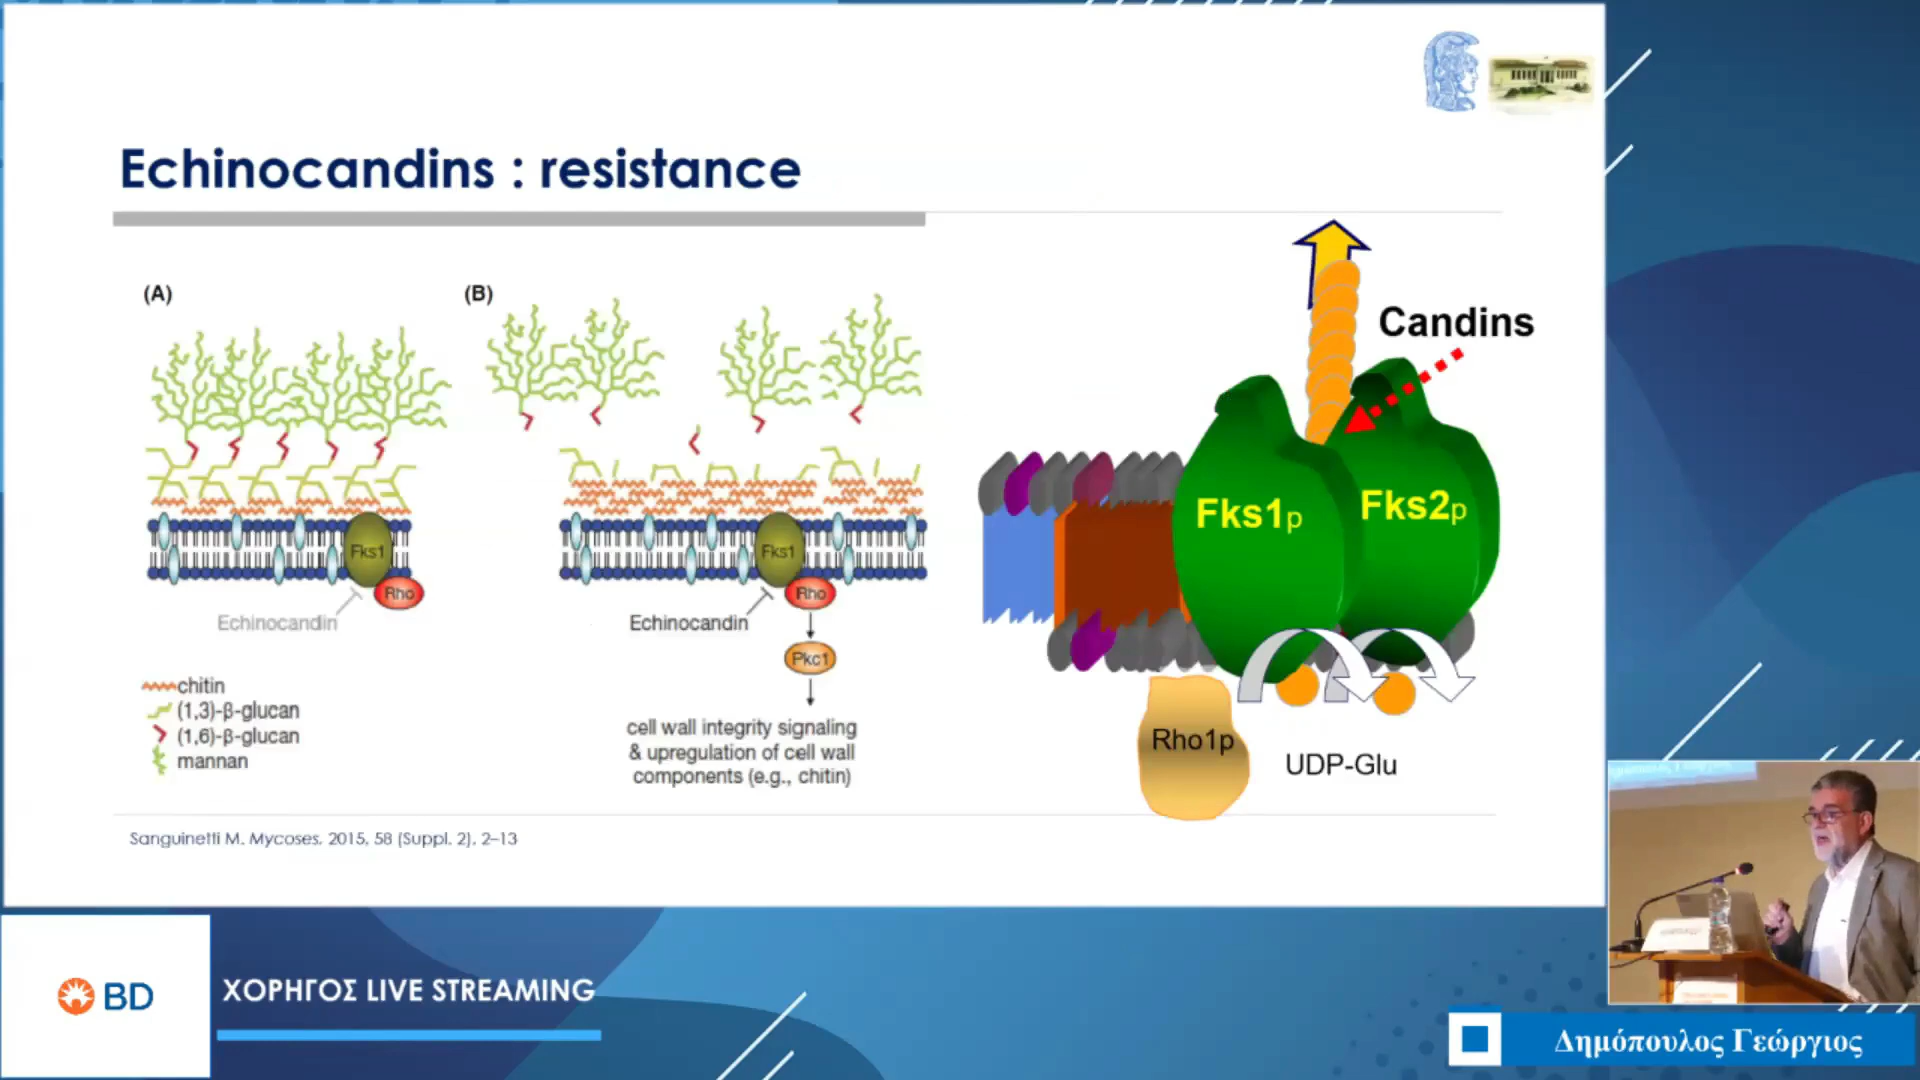 Echinocandins : resistance
(A)
(B)
Fks1
Rho
Echinocandin
Fks1
Rho
Echinocandin
Pkc1
cell wall integrity signaling
& upregulation of cell wall
components (e.g., chitin)
chitin
(1,3)-β-glucan
(1,6)-β-glucan
mannan
Candins
Fks1p
Fks2p
Rho1p
UDP-Glu
Sanguinetti M. Mycoses. 2015, 58 (Suppl. 2), 2–13
BD
ΧΟΡΗΓΟΣ LIVE STREAMING
Δημόπουλος Γεώργιος